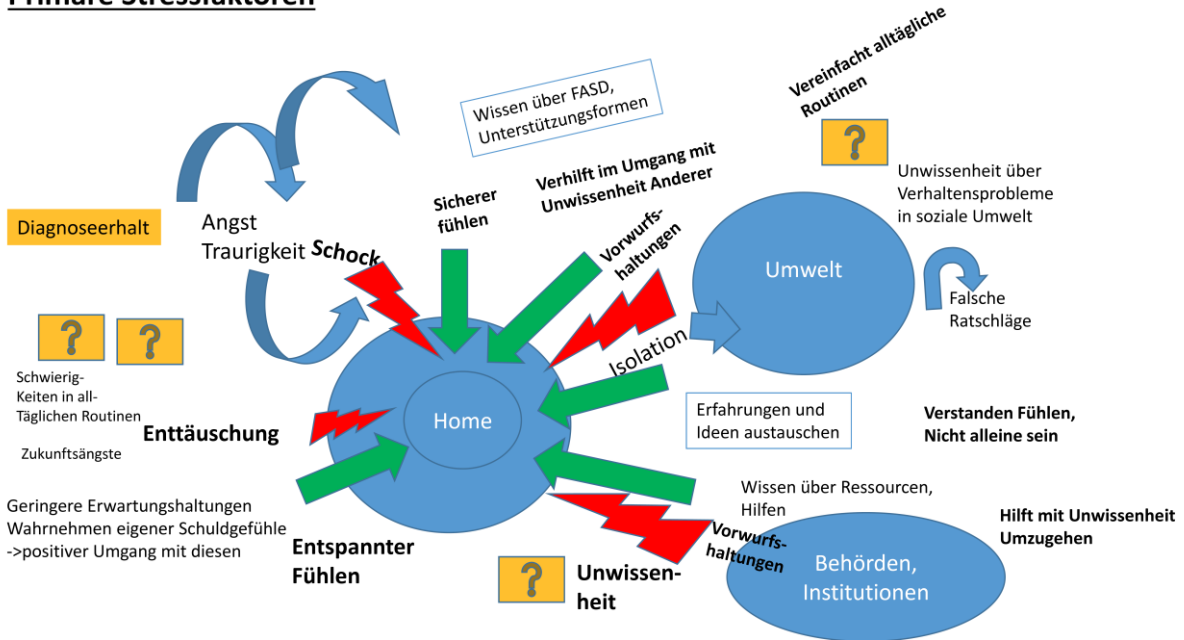 Primäre Stressfaktoren
Vereinfacht alltägliche
Routinen
Wissen über FASD,
Unterstützungsformen
?
Unwissenheit über
Verhaltensprobleme
in soziale Umwelt
Verhilft im Umgang mit
Unwissenheit Anderer
Sicherer
fühlen
Diagnoseerhalt
Angst
Traurigkeit
Schock
Vorwurfs-
haltungen
Umwelt
Falsche
Ratschläge
Isolation
?
?
Schwierig-
Keiten in all-
Täglichen Routinen
Zukunftsängste
Enttäuschung
Home
Erfahrungen und
Ideen austauschen
Verstanden Fühlen,
Nicht alleine sein
Geringere Erwartungshaltungen
Wahrnehmen eigener Schuldgefühle
->positiver Umgang mit diesen
Entspannter
Fühlen
?
Unwissen-
heit
Wissen über Ressourcen,
Hilfen
Vorwurfs-
haltungen
Behörden,
Institutionen
Hilft mit Unwissenheit
Umzugehen